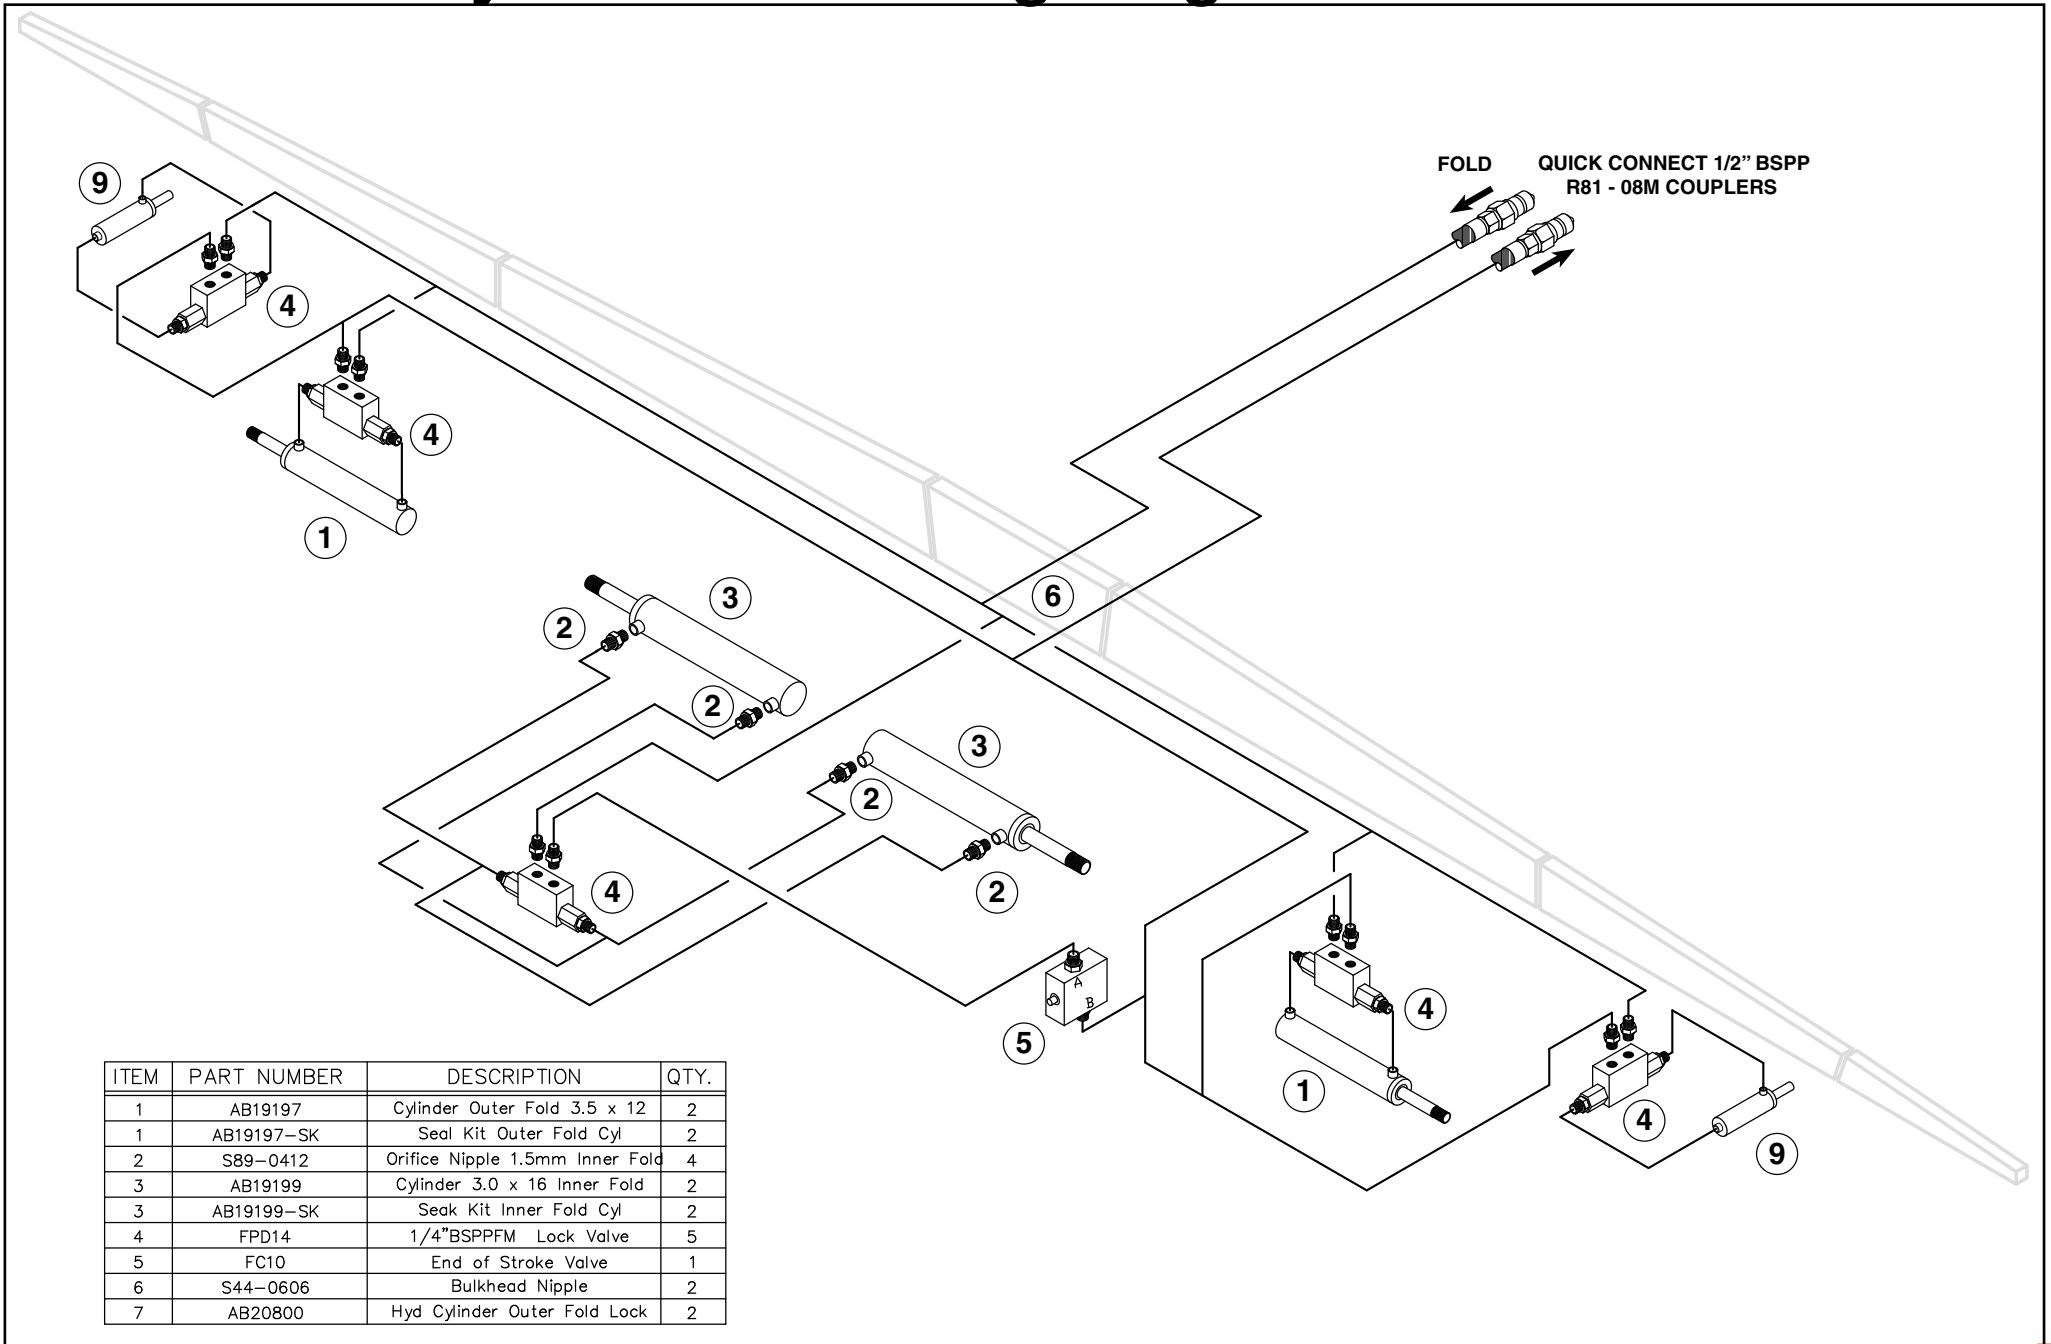 FOLD QUICK CONNECT 1/2” BSPP
R81 - 08M COUPLERS
9
4
4
1
3
2
6
2
3
2
4
2
5
4
1
4
9
ITEM PART NUMBER DESCRIPTION QTY.
1 AB19197 Cylinder Outer Fold 3.5 x 12 2
1 AB19197-SK Seal Kit Outer Fold Cyl 2
2 S89-0412 Orifice Nipple 1.5mm Inner Fold 4
3 AB19199 Cylinder 3.0 x 16 Inner Fold 2
3 AB19199-SK Seak Kit Inner Fold Cyl 2
4 FPD14 1/4"BSPPFM Lock Valve 5
5 FC10 End of Stroke Valve 1
6 S44-0606 Bulkhead Nipple 2
7 AB20800 Hyd Cylinder Outer Fold Lock 2
A
B